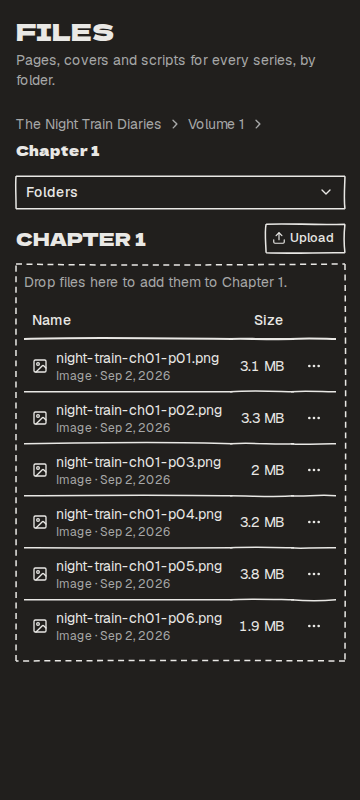 FILES
Pages, covers and scripts for every series, by
folder.
The Night Train Diaries > Volume 1 >
Chapter 1
Folders
CHAPTER 1
Upload
Drop files here to add them to Chapter 1.
Name Size
night-train-ch01-p01.png 3.1 MB
Image · Sep 2, 2026
night-train-ch01-p02.png 3.3 MB
Image · Sep 2, 2026
night-train-ch01-p03.png 2 MB
Image · Sep 2, 2026
night-train-ch01-p04.png 3.2 MB
Image · Sep 2, 2026
night-train-ch01-p05.png 3.8 MB
Image · Sep 2, 2026
night-train-ch01-p06.png 1.9 MB
Image · Sep 2, 2026